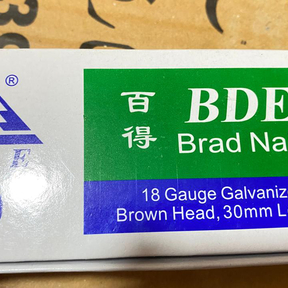 ®
百得
BDE
Brad Na
18 Gauge Galvaniz
Brown Head, 30mm L